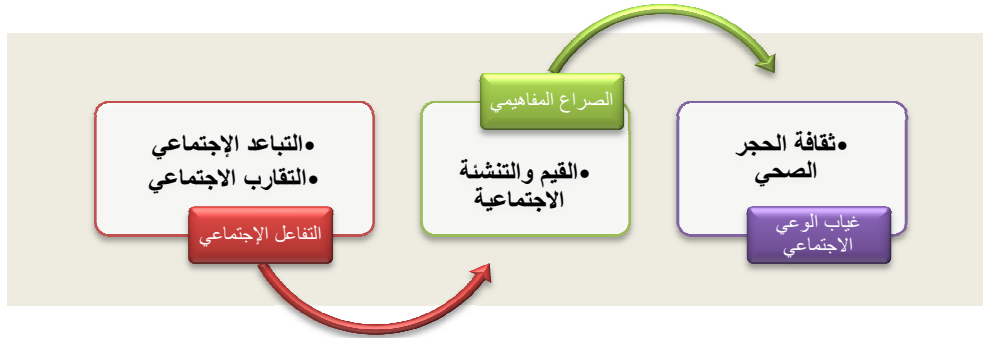 •التباعد الإجتماعي
•التقارب الاجتماعي
التفاعل الإجتماعي
الصراع المفاهيمي
•القيم والتنشئة
الاجتماعية
•ثقافة الحجر
الصحي
غياب الوعي
الاجتماعي